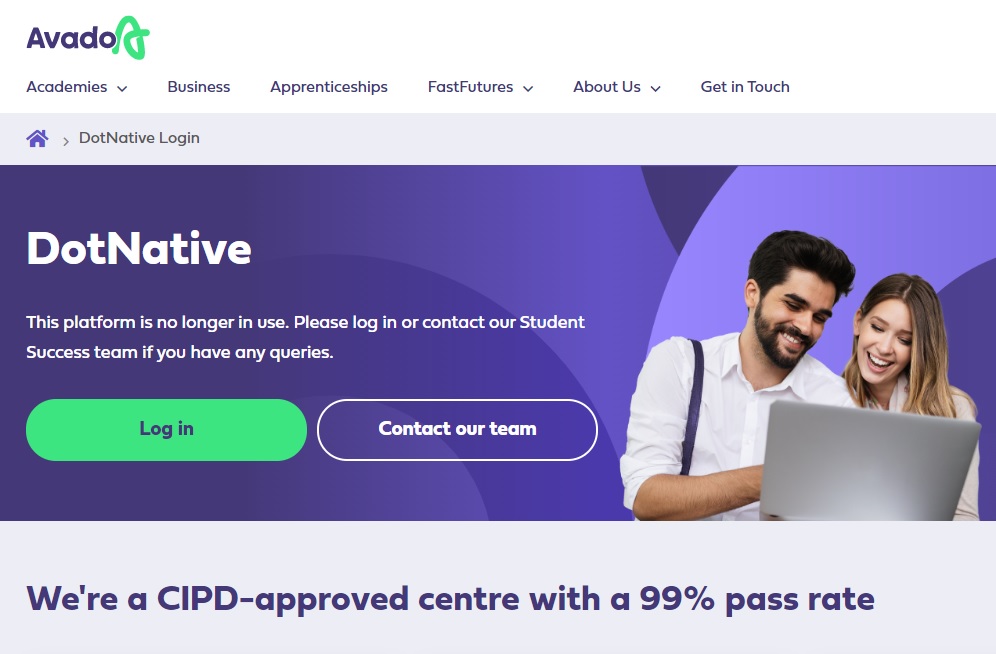 Avado
Academies
Business
Apprenticeships
FastFutures
About Us
Get in Touch
DotNative Login
DotNative
This platform is no longer in use. Please log in or contact our Student
Success team if you have any queries.
Log in
Contact our team
We're a CIPD-approved centre with a 99% pass rate